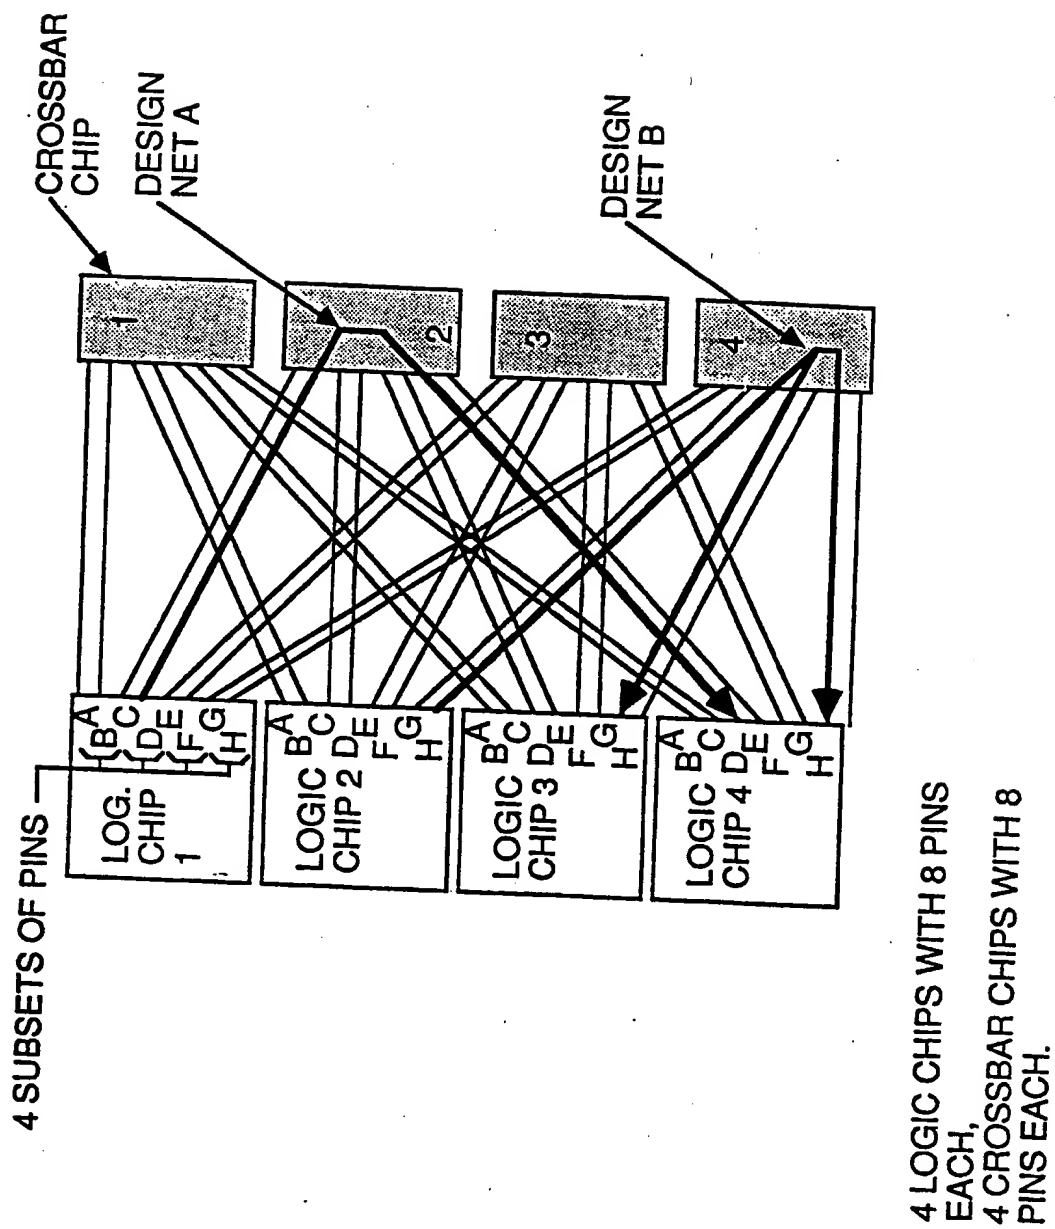 4 SUBSETS OF PINS
CROSSBAR
CHIP
DESIGN
NET A
DESIGN
NET B
1
2
3
4
LOG.
CHIP
1
A
B
C
D
E
F
G
H
LOGIC
CHIP 2
A
B
C
D
E
F
G
H
LOGIC
CHIP 3
A
B
C
D
E
F
G
H
LOGIC
CHIP 4
A
B
C
D
E
F
G
H
4 LOGIC CHIPS WITH 8 PINS
EACH,
4 CROSSBAR CHIPS WITH 8
PINS EACH.